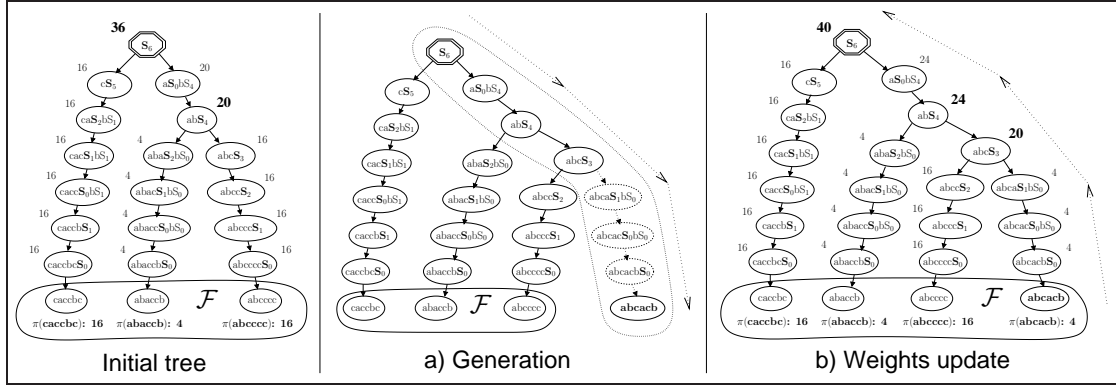 36
S6
16
20
cS5
aS0bS4
16
20
caS2bS1
abS4
16
4
16
cacS1bS1
abaS2bS0
abcS3
16
4
16
caccS0bS1
abacS1bS0
abccS2
16
4
16
caccbS1
abaccS0bS0
abcccS1
16
4
16
caccbcS0
abaccbS0
abccccS0
caccbc
abaccb
abcccc
F
π(caccbc): 16 π(abaccb): 4 π(abcccc): 16
Initial tree
S6
cS5
aS0bS4
caS2bS1
abS4
cacS1bS1
abaS2bS0
abcS3
caccS0bS1
abacS1bS0
abccS2
abcaS1bS0
caccbS1
abaccS0bS0
abcccS1
abcacS0bS0
caccbcS0
abaccbS0
abccccS0
abcacbS0
caccbc
abaccb
abcccc
abcacb
F
a) Generation
40
S6
16
24
cS5
aS0bS4
16
24
caS2bS1
abS4
16
4
20
cacS1bS1
abaS2bS0
abcS3
16
4
16
4
caccS0bS1
abacS1bS0
abccS2
abcaS1bS0
16
4
16
4
caccbS1
abaccS0bS0
abcccS1
abcacS0bS0
16
4
16
4
caccbcS0
abaccbS0
abccccS0
abcacbS0
caccbc
abaccb
abcccc
abcacb
F
π(caccbc): 16 π(abaccb): 4 π(abcccc): 16 π(abcacb): 4
b) Weights update